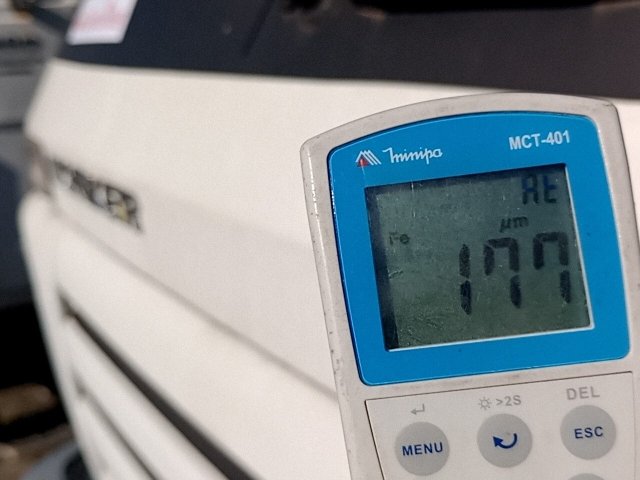 minipa
MCT-401
AE
µm
Fe
177
>2S
DEL
MENU
ESC